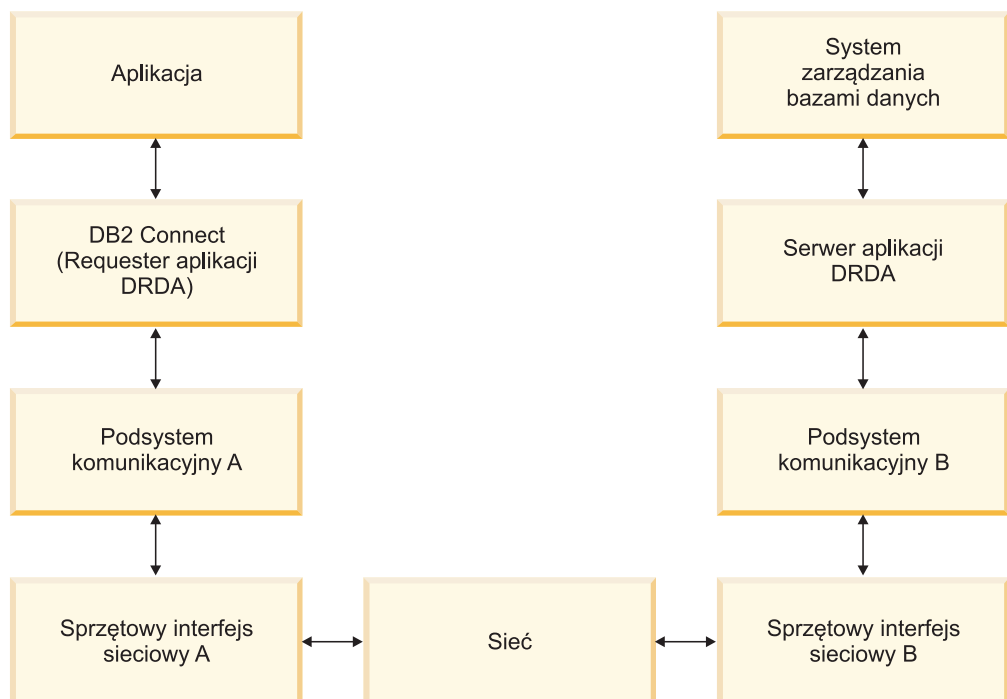 Aplikacja
System
zarządzania
bazami danych
DB2 Connect
(Requester aplikacji
DRDA)
Serwer aplikacji
DRDA
Podsystem
komunikacyjny A
Podsystem
komunikacyjny B
Sprzętowy interfejs
sieciowy A
Sieć
Sprzętowy interfejs
sieciowy B